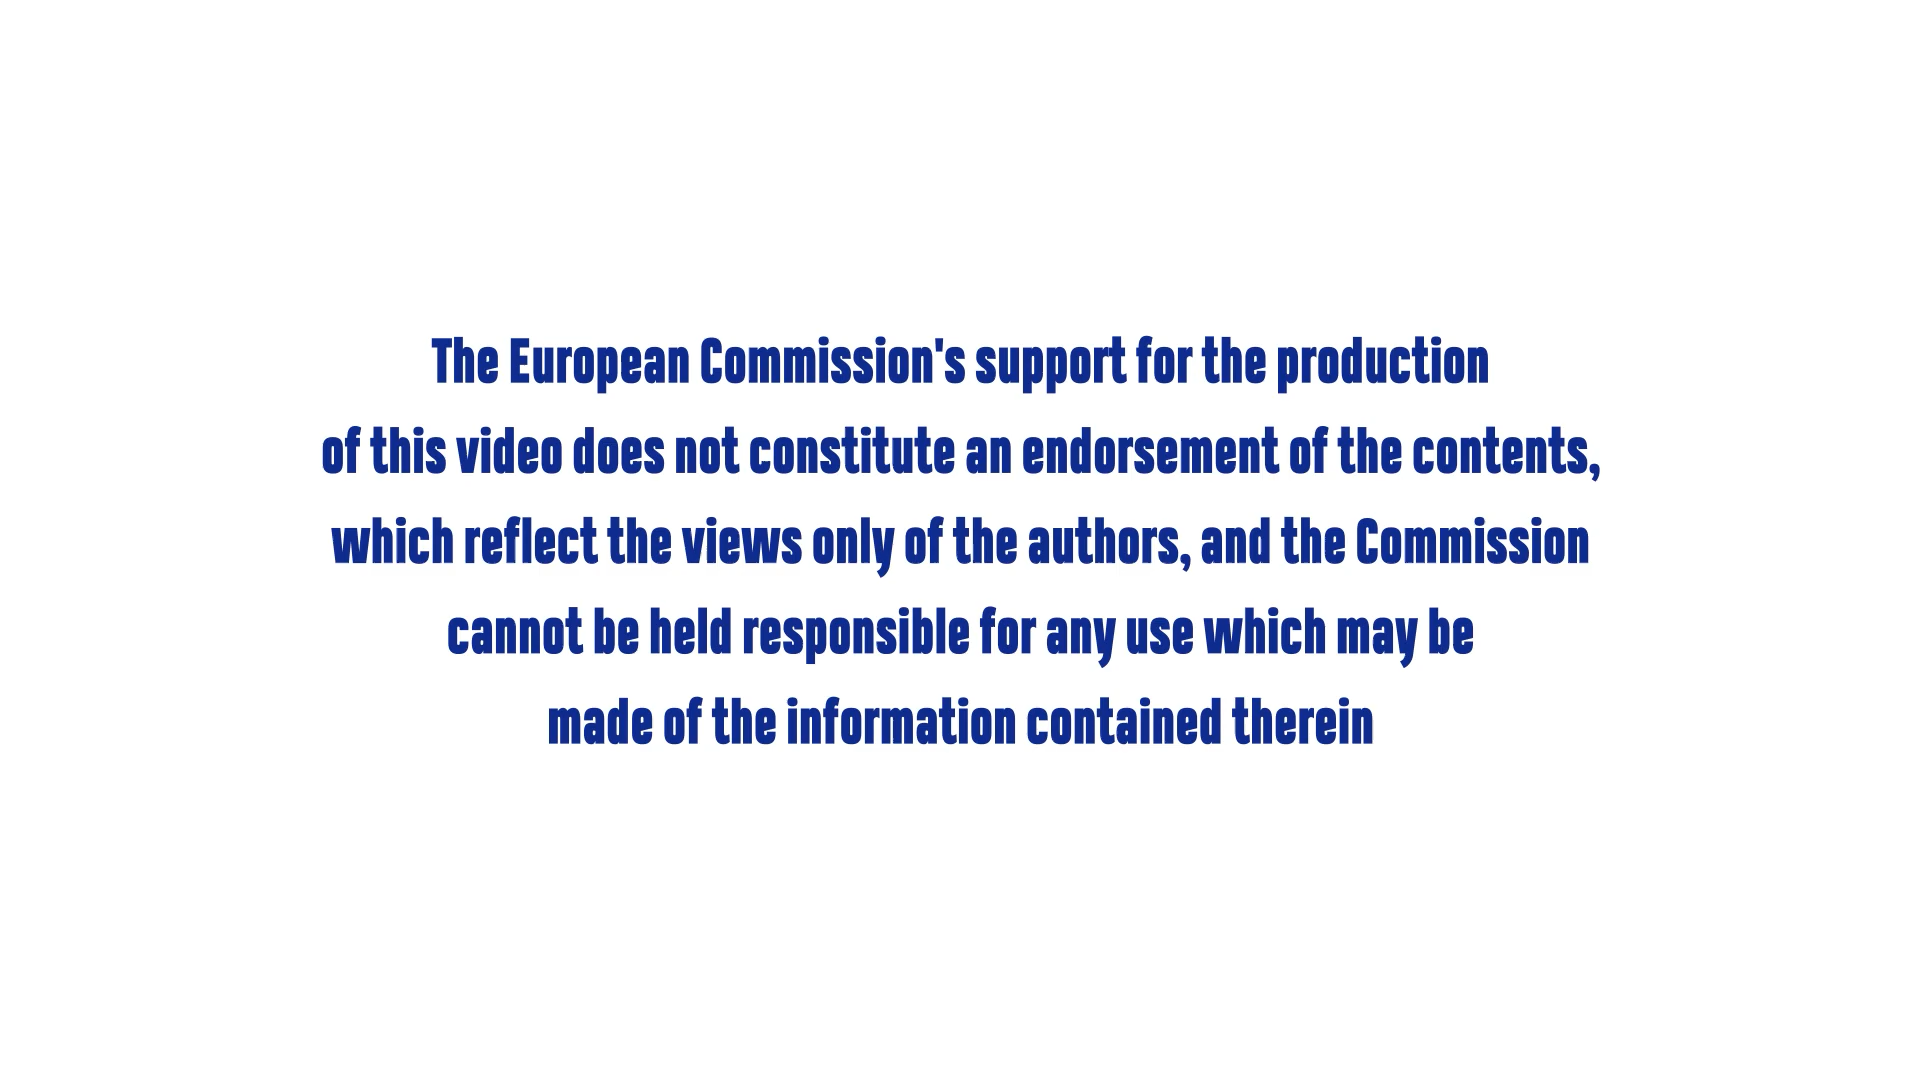 The European Commission's support for the production
of this video does not constitute an endorsement of the contents,
which reflect the views only of the authors, and the Commission
cannot be held responsible for any use which may be
made of the information contained therein